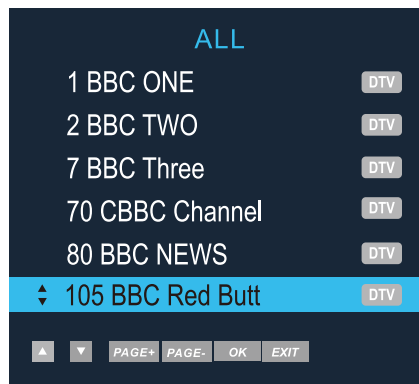 ALL
1 BBC ONE DTV
2 BBC TWO DTV
7 BBC Three DTV
70 CBBC Channel DTV
80 BBC NEWS DTV
105 BBC Red Butt DTV
PAGE+ PAGE- OK EXIT